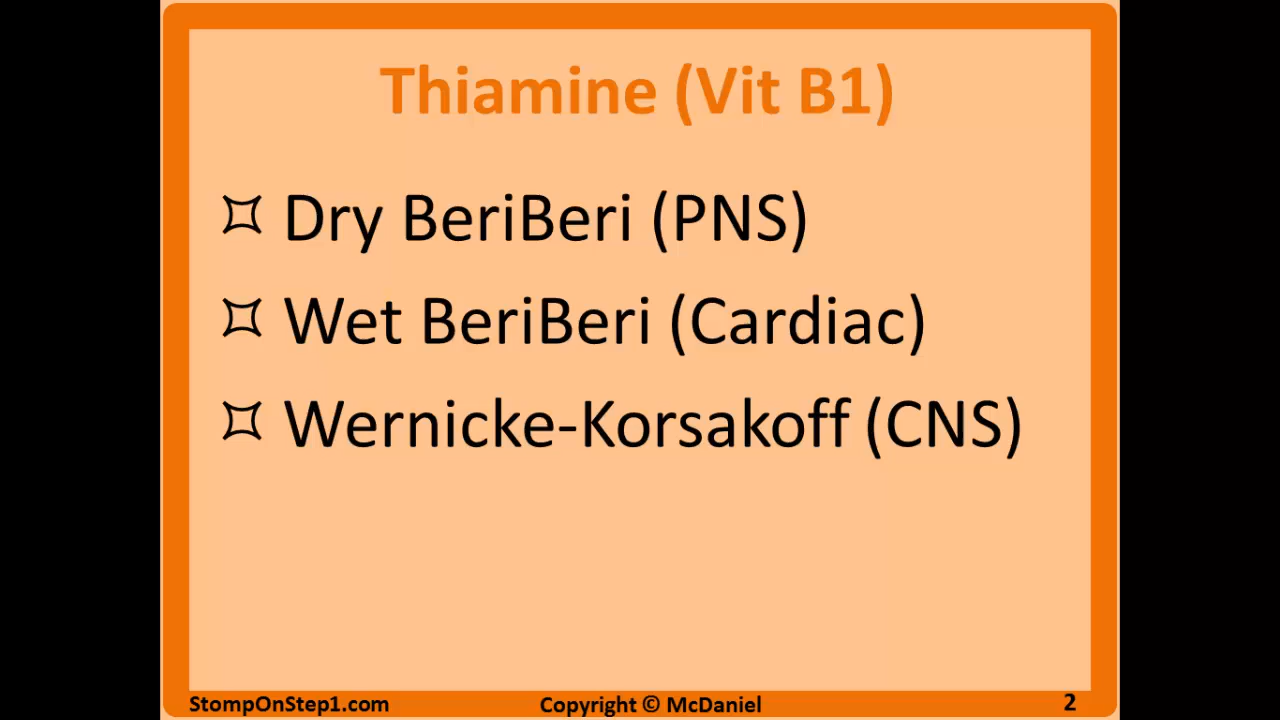 Thiamine (Vit B1)
¤ Dry BeriBeri (PNS)
¤ Wet BeriBeri (Cardiac)
¤ Wernicke-Korsakoff (CNS)
StompOnStep1.com Copyright © McDaniel 2